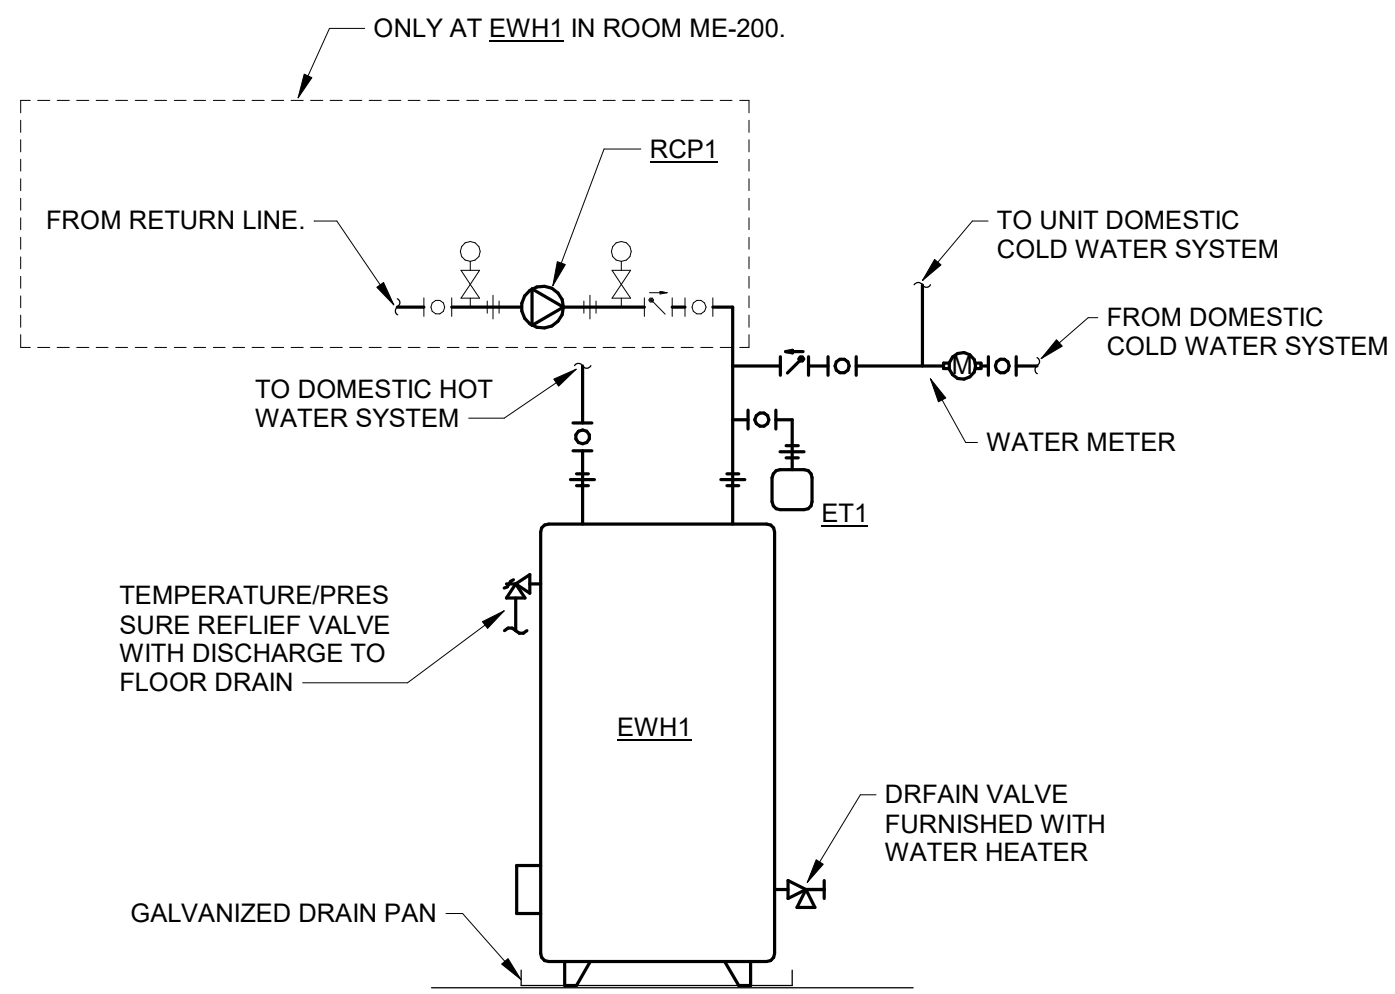 ONLY AT EWH1 IN ROOM ME-200.
RCP1
FROM RETURN LINE.
TO UNIT DOMESTIC
COLD WATER SYSTEM
FROM DOMESTIC
COLD WATER SYSTEM
M
TO DOMESTIC HOT
WATER SYSTEM
WATER METER
ET1
TEMPERATURE/PRES
SURE REFLIEF VALVE
WITH DISCHARGE TO
FLOOR DRAIN
EWH1
DRFAIN VALVE
FURNISHED WITH
WATER HEATER
GALVANIZED DRAIN PAN